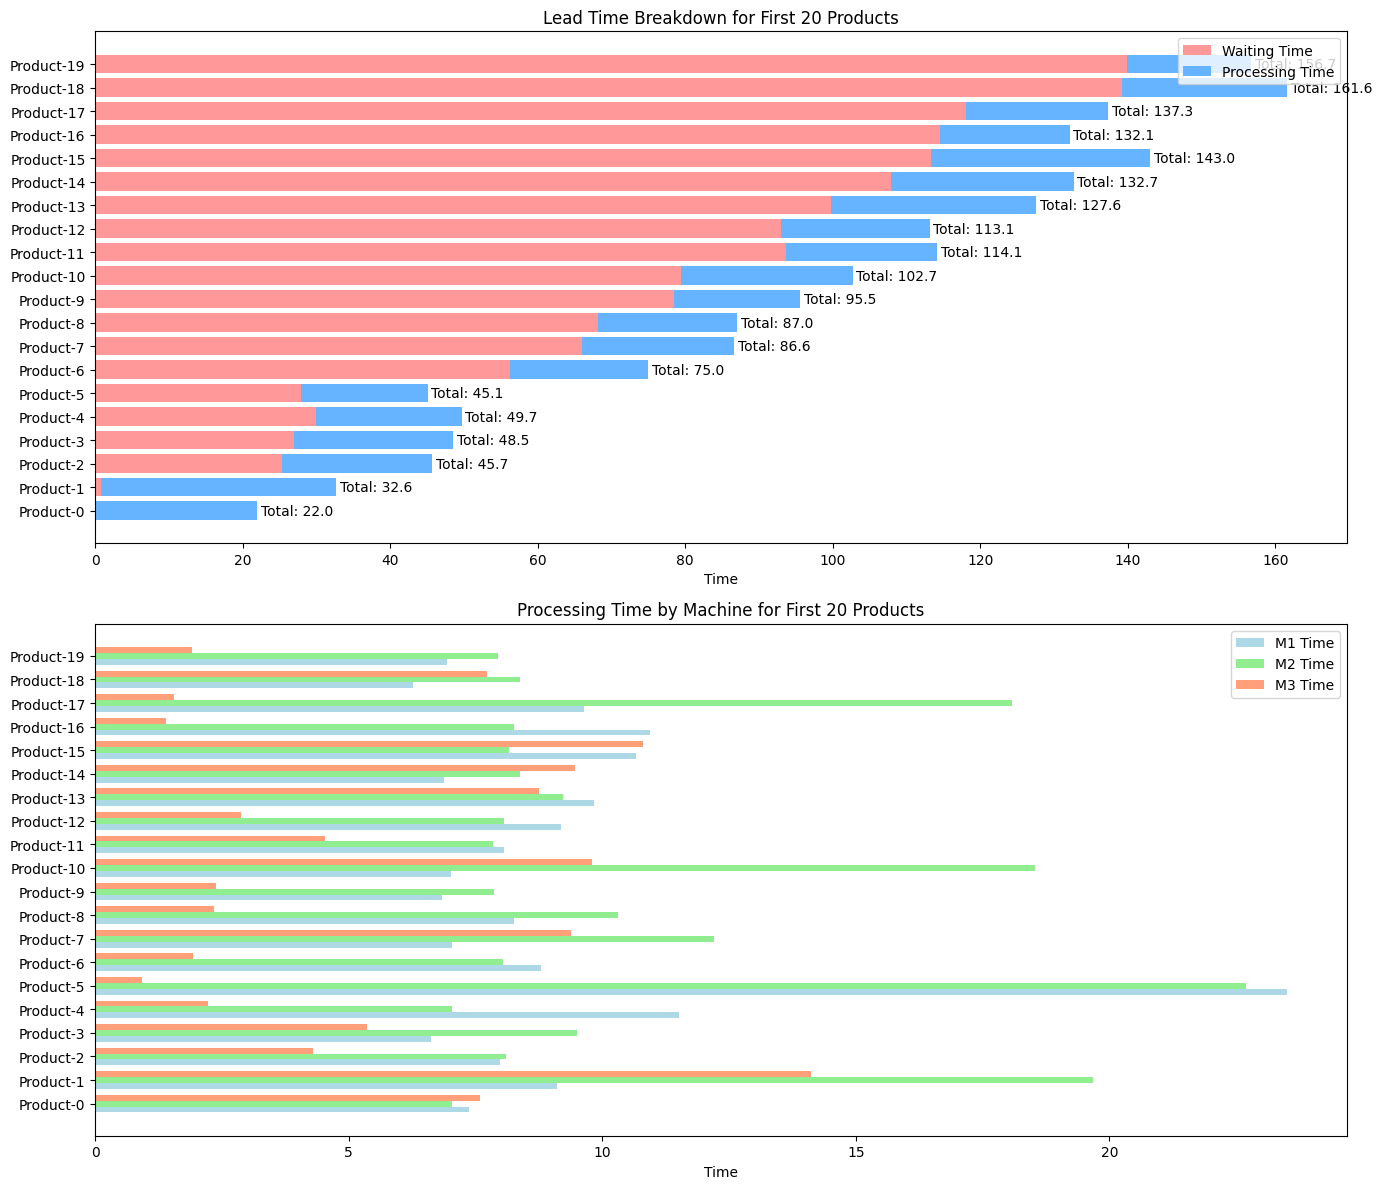 Lead Time Breakdown for First 20 Products
Waiting Time
Processing Time
Product-19 Total: 156.7
Product-18 Total: 161.6
Product-17 Total: 137.3
Product-16 Total: 132.1
Product-15 Total: 143.0
Product-14 Total: 132.7
Product-13 Total: 127.6
Product-12 Total: 113.1
Product-11 Total: 114.1
Product-10 Total: 102.7
Product-9 Total: 95.5
Product-8 Total: 87.0
Product-7 Total: 86.6
Product-6 Total: 75.0
Product-5 Total: 45.1
Product-4 Total: 49.7
Product-3 Total: 48.5
Product-2 Total: 45.7
Product-1 Total: 32.6
Product-0 Total: 22.0
0 20 40 60 80 100 120 140 160
Time
Processing Time by Machine for First 20 Products
M1 Time
M2 Time
M3 Time
Product-19
Product-18
Product-17
Product-16
Product-15
Product-14
Product-13
Product-12
Product-11
Product-10
Product-9
Product-8
Product-7
Product-6
Product-5
Product-4
Product-3
Product-2
Product-1
Product-0
0 5 10 15 20
Time